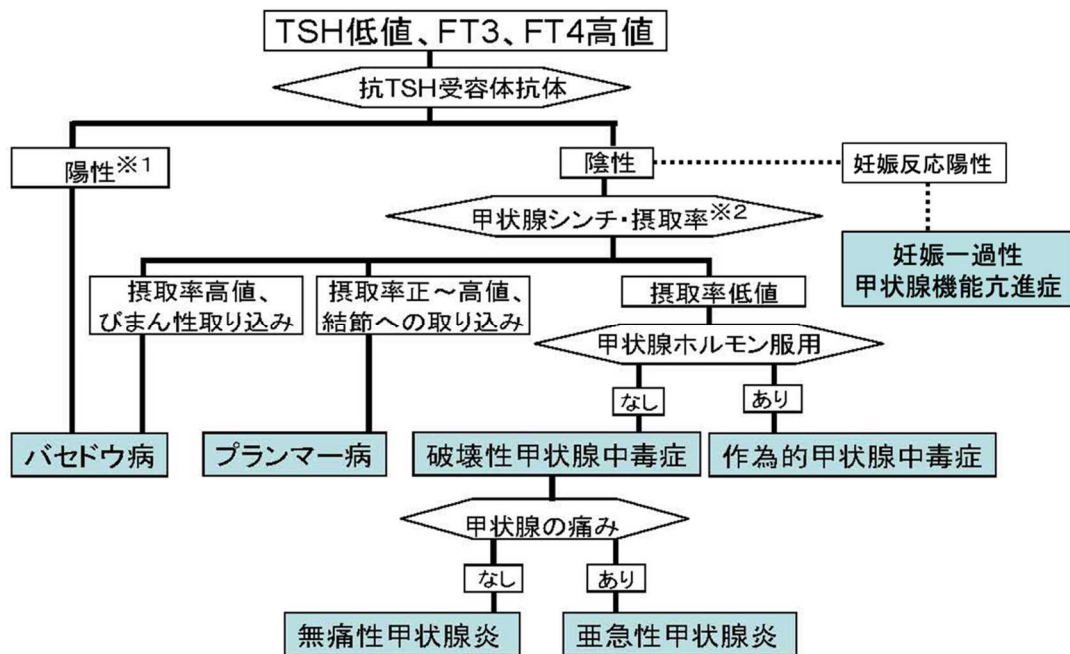 TSH低値、FT3、FT4高値
抗TSH受容体抗体
陽性※1
陰性
妊娠反応陽性
甲状腺シンチ・摂取率※2
妊娠一過性
甲状腺機能亢進症
摂取率高値、
びまん性取り込み
摂取率正～高値、
結節への取り込み
摂取率低値
甲状腺ホルモン服用
なし
あり
バセドウ病
プランマー病
破壊性甲状腺中毒症
作為的甲状腺中毒症
甲状腺の痛み
なし
あり
無痛性甲状腺炎
亜急性甲状腺炎